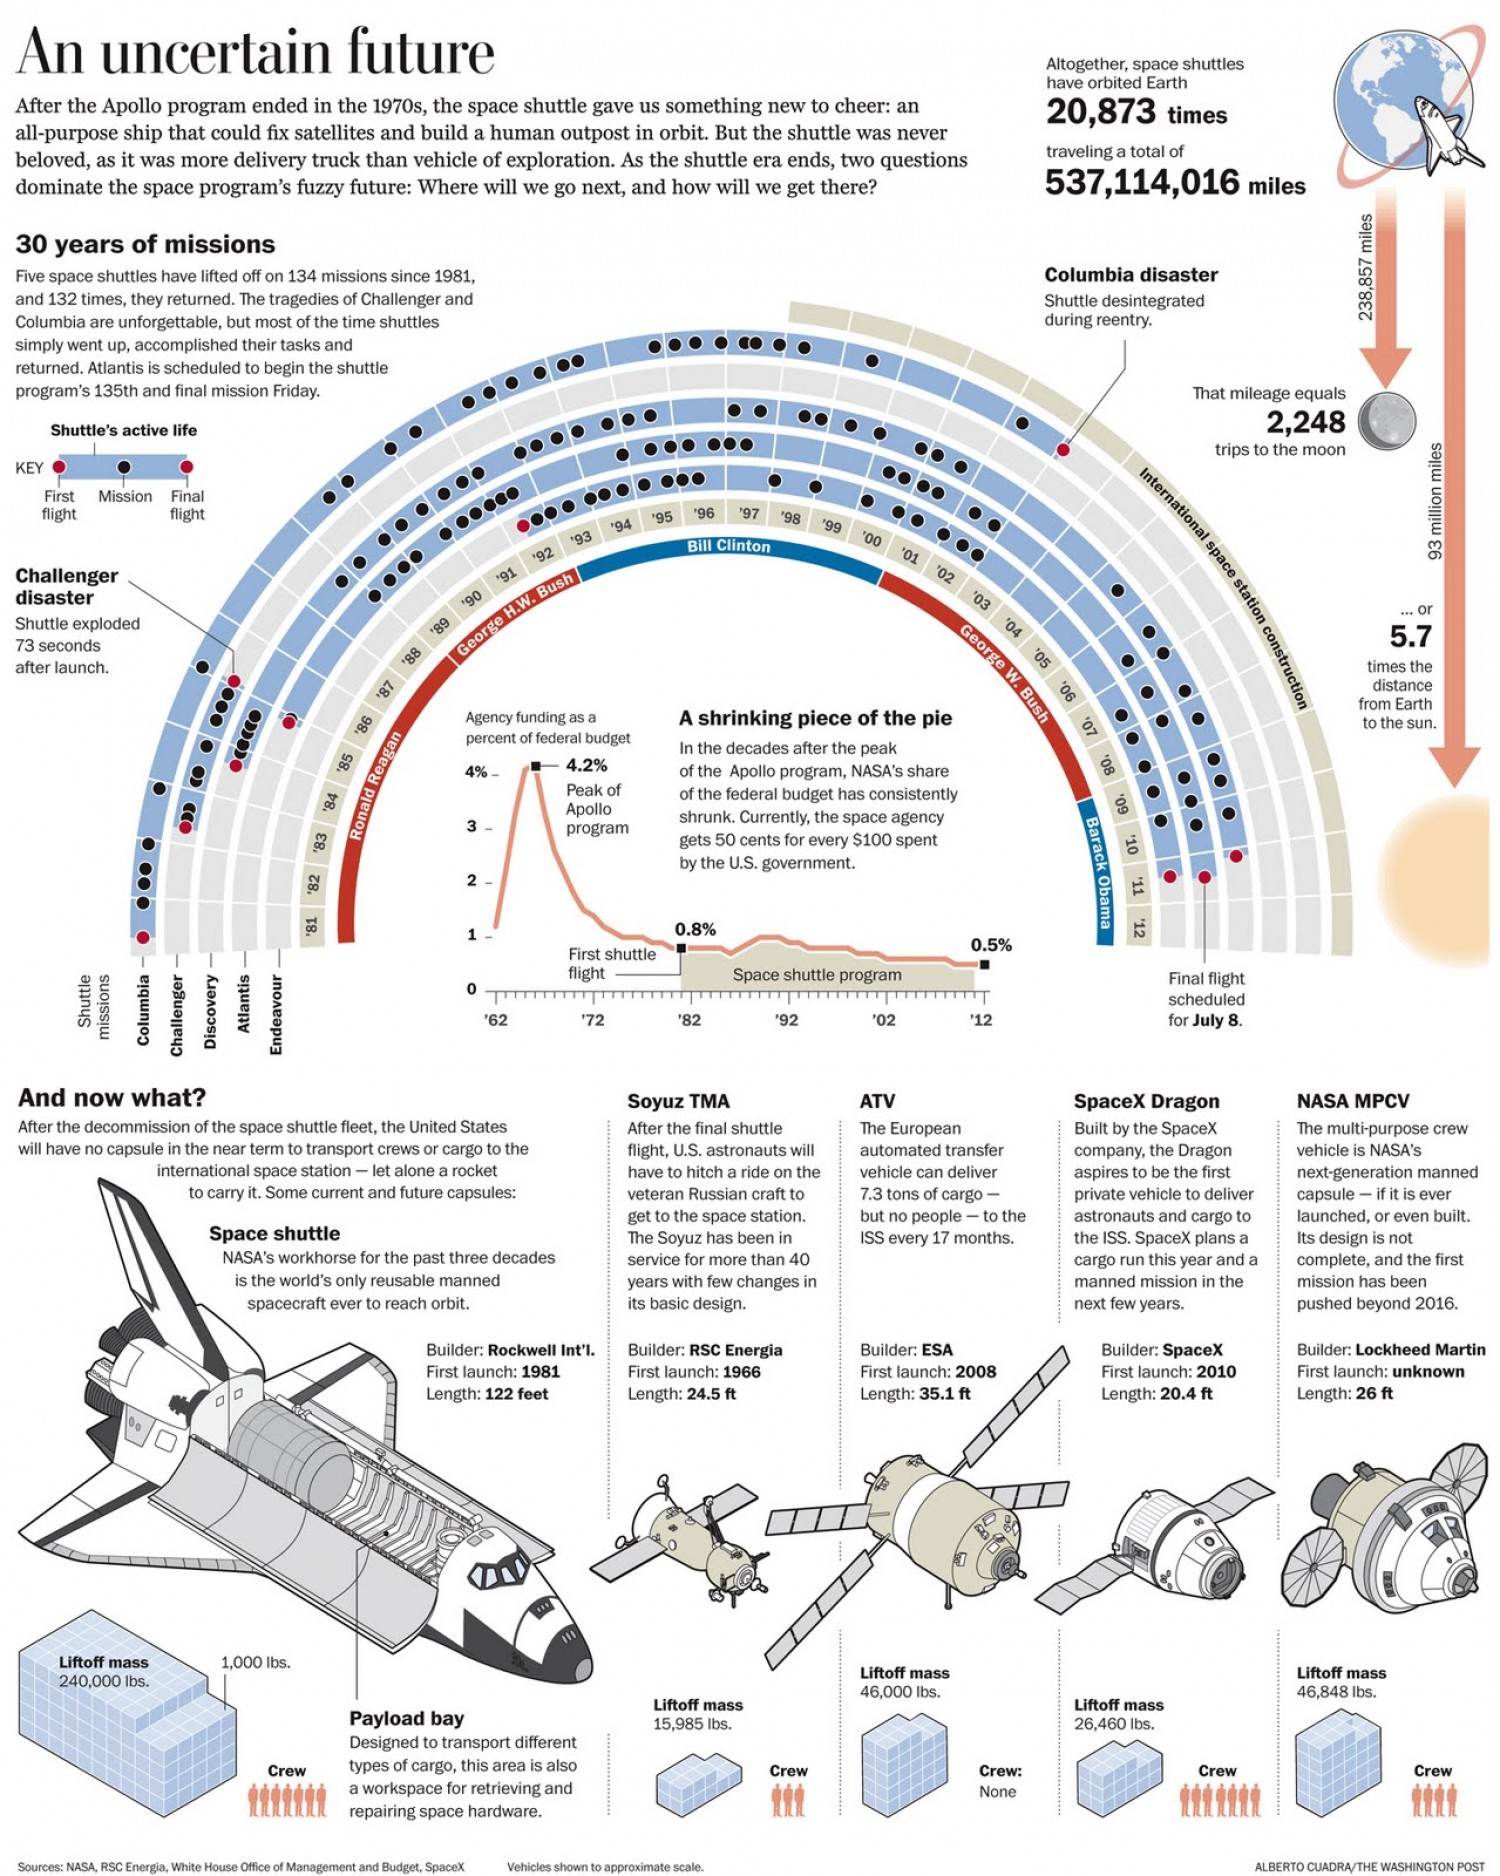 An uncertain future
After the Apollo program ended in the 1970s, the space shuttle gave us something new to cheer: an
all-purpose ship that could fix satellites and build a human outpost in orbit. But the shuttle was never
beloved, as it was more delivery truck than vehicle of exploration. As the shuttle era ends, two questions
dominate the space program's fuzzy future: Where will we go next, and how will we get there?
Altogether, space shuttles
have orbited Earth
20,873 times
traveling a total of
537,114,016 miles
238,857 miles
That mileage equals
2,248
trips to the moon
93 million miles
... or
5.7
times the
distance
from Earth
to the sun.
30 years of missions
Five space shuttles have lifted off on 134 missions since 1981,
and 132 times, they returned. The tragedies of Challenger and
Columbia are unforgettable, but most of the time shuttles
simply went up, accomplished their tasks and
returned. Atlantis is scheduled to begin the shuttle
program's 135th and final mission Friday.
Shuttle's active life
KEY
First
flight
Mission
Final
flight
Challenger
disaster
Shuttle exploded
73 seconds
after launch.
Columbia disaster
Shuttle desintegrated
during reentry.
International space station construction
'81
'82
'83
'84
'85
'86
'87
'88
'89
'90
'91
'92
'93
'94
'95
'96
'97
'98
'99
'00
'01
'02
'03
'04
'05
'06
'07
'08
'09
'10
'11
'12
Ronald Reagan
George H.W. Bush
Bill Clinton
George W. Bush
Barack Obama
Shuttle
missions
Columbia
Challenger
Discovery
Atlantis
Endeavour
Final flight
scheduled
for July 8.
Agency funding as a
percent of federal budget
4%
3
2
1
0
4.2%
Peak of
Apollo
program
First shuttle
flight
0.8%
Space shuttle program
0.5%
'62
'72
'82
'92
'02
'12
A shrinking piece of the pie
In the decades after the peak
of the Apollo program, NASA's share
of the federal budget has consistently
shrunk. Currently, the space agency
gets 50 cents for every $100 spent
by the U.S. government.
And now what?
After the decommission of the space shuttle fleet, the United States
will have no capsule in the near term to transport crews or cargo to the
international space station — let alone a rocket
to carry it. Some current and future capsules:
Space shuttle
NASA's workhorse for the past three decades
is the world's only reusable manned
spacecraft ever to reach orbit.
Builder: Rockwell Int'l.
First launch: 1981
Length: 122 feet
Liftoff mass
240,000 lbs.
1,000 lbs.
Crew
Payload bay
Designed to transport different
types of cargo, this area is also
a workspace for retrieving and
repairing space hardware.
Soyuz TMA
After the final shuttle
flight, U.S. astronauts will
have to hitch a ride on the
veteran Russian craft to
get to the space station.
The Soyuz has been in
service for more than 40
years with few changes in
its basic design.
Builder: RSC Energia
First launch: 1966
Length: 24.5 ft
Liftoff mass
15,985 lbs.
Crew
ATV
The European
automated transfer
vehicle can deliver
7.3 tons of cargo —
but no people — to the
ISS every 17 months.
Builder: ESA
First launch: 2008
Length: 35.1 ft
Liftoff mass
46,000 lbs.
Crew:
None
SpaceX Dragon
Built by the SpaceX
company, the Dragon
aspires to be the first
private vehicle to deliver
astronauts and cargo to
the ISS. SpaceX plans a
cargo run this year and a
manned mission in the
next few years.
Builder: SpaceX
First launch: 2010
Length: 20.4 ft
Liftoff mass
26,460 lbs.
Crew
NASA MPCV
The multi-purpose crew
vehicle is NASA's
next-generation manned
capsule — if it is ever
launched, or even built.
Its design is not
complete, and the first
mission has been
pushed beyond 2016.
Builder: Lockheed Martin
First launch: unknown
Length: 26 ft
Liftoff mass
46,848 lbs.
Crew
Sources: NASA, RSC Energia, White House Office of Management and Budget, SpaceX
Vehicles shown to approximate scale.
ALBERTO CUADRA/THE WASHINGTON POST